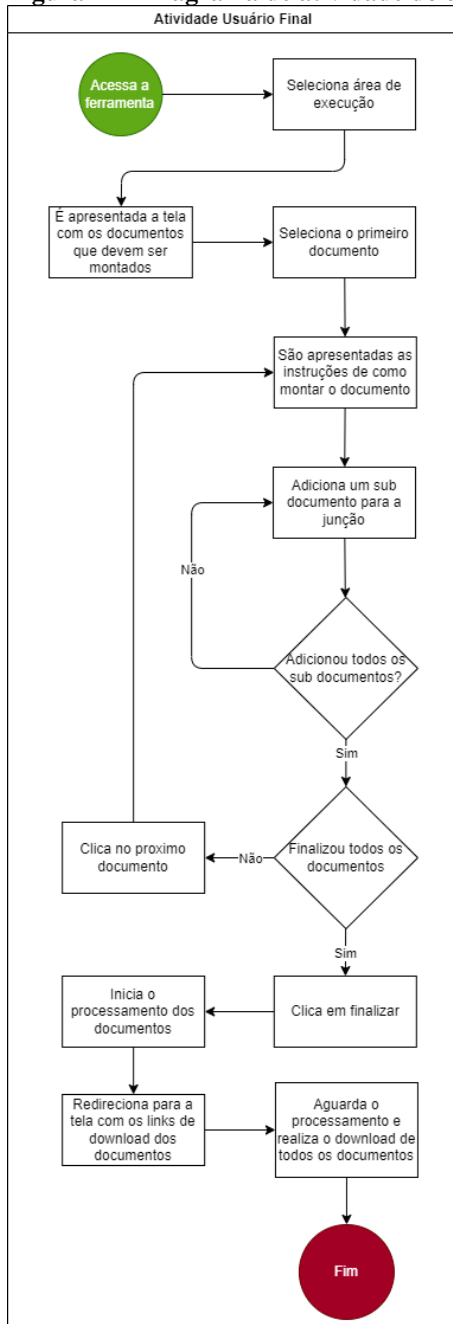 Atividade Usuário Final
Acessa a
ferramenta
Seleciona área de
execução
É apresentada a tela
com os documentos
que devem ser
montados
Seleciona o primeiro
documento
São apresentadas as
instruções de como
montar o documento
Adiciona um sub
documento para a
junção
Não
Adicionou todos os
sub documentos?
Sim
Clica no proximo
documento
Não
Finalizou todos os
documentos
Sim
Inicia o
processamento dos
documentos
Clica em finalizar
Redireciona para a
tela com os links de
download dos
documentos
Aguarda o
processamento e
realiza o download de
todos os documentos
Fim